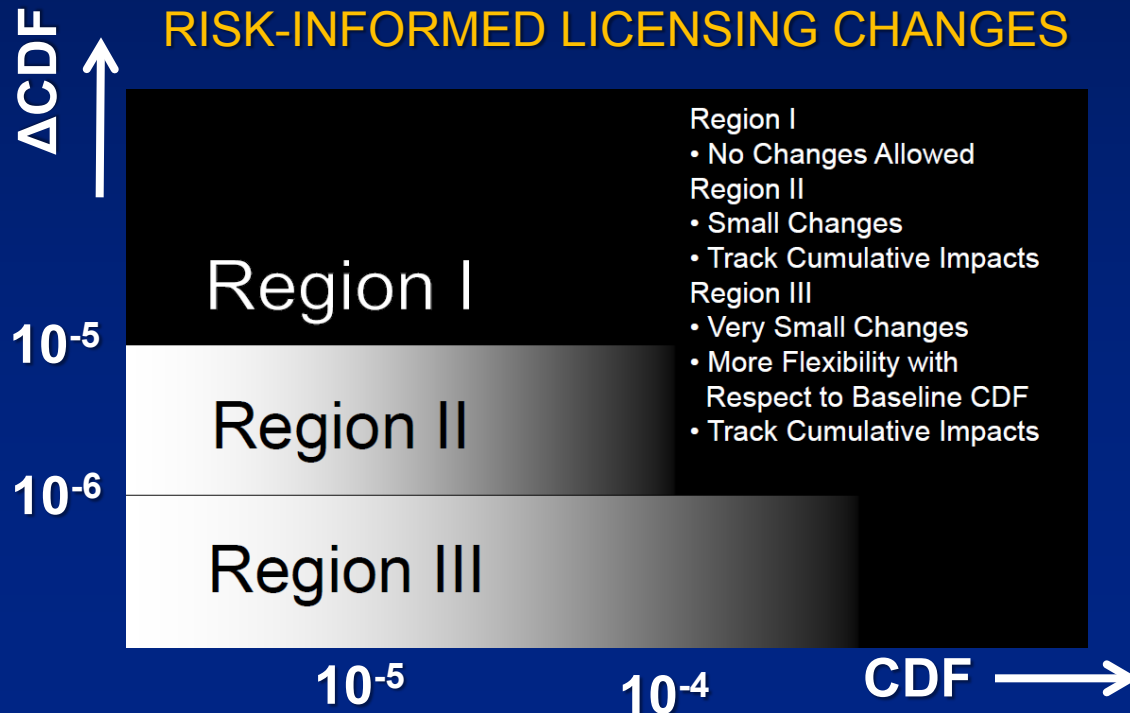 RISK-INFORMED LICENSING CHANGES
ΔCDF
Region I
• No Changes Allowed
Region II
• Small Changes
• Track Cumulative Impacts
Region III
• Very Small Changes
• More Flexibility with
Respect to Baseline CDF
• Track Cumulative Impacts
Region I
10⁻⁵
Region II
10⁻⁶
Region III
10⁻⁵
10⁻⁴
CDF